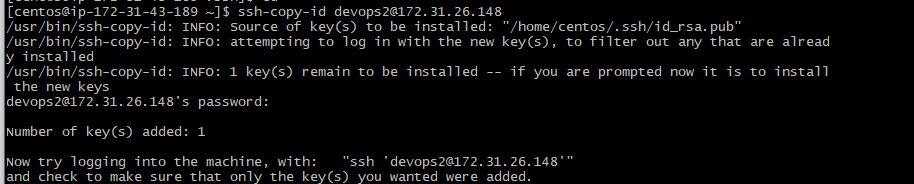 [centos@ip-172-31-43-189 ~]$ ssh-copy-id devops2@172.31.26.148
/usr/bin/ssh-copy-id: INFO: Source of key(s) to be installed: "/home/centos/.ssh/id_rsa.pub"
/usr/bin/ssh-copy-id: INFO: attempting to log in with the new key(s), to filter out any that are alread
y installed
/usr/bin/ssh-copy-id: INFO: 1 key(s) remain to be installed -- if you are prompted now it is to install
 the new keys
devops2@172.31.26.148's password:
Number of key(s) added: 1
Now try logging into the machine, with:   "ssh 'devops2@172.31.26.148'"
and check to make sure that only the key(s) you wanted were added.